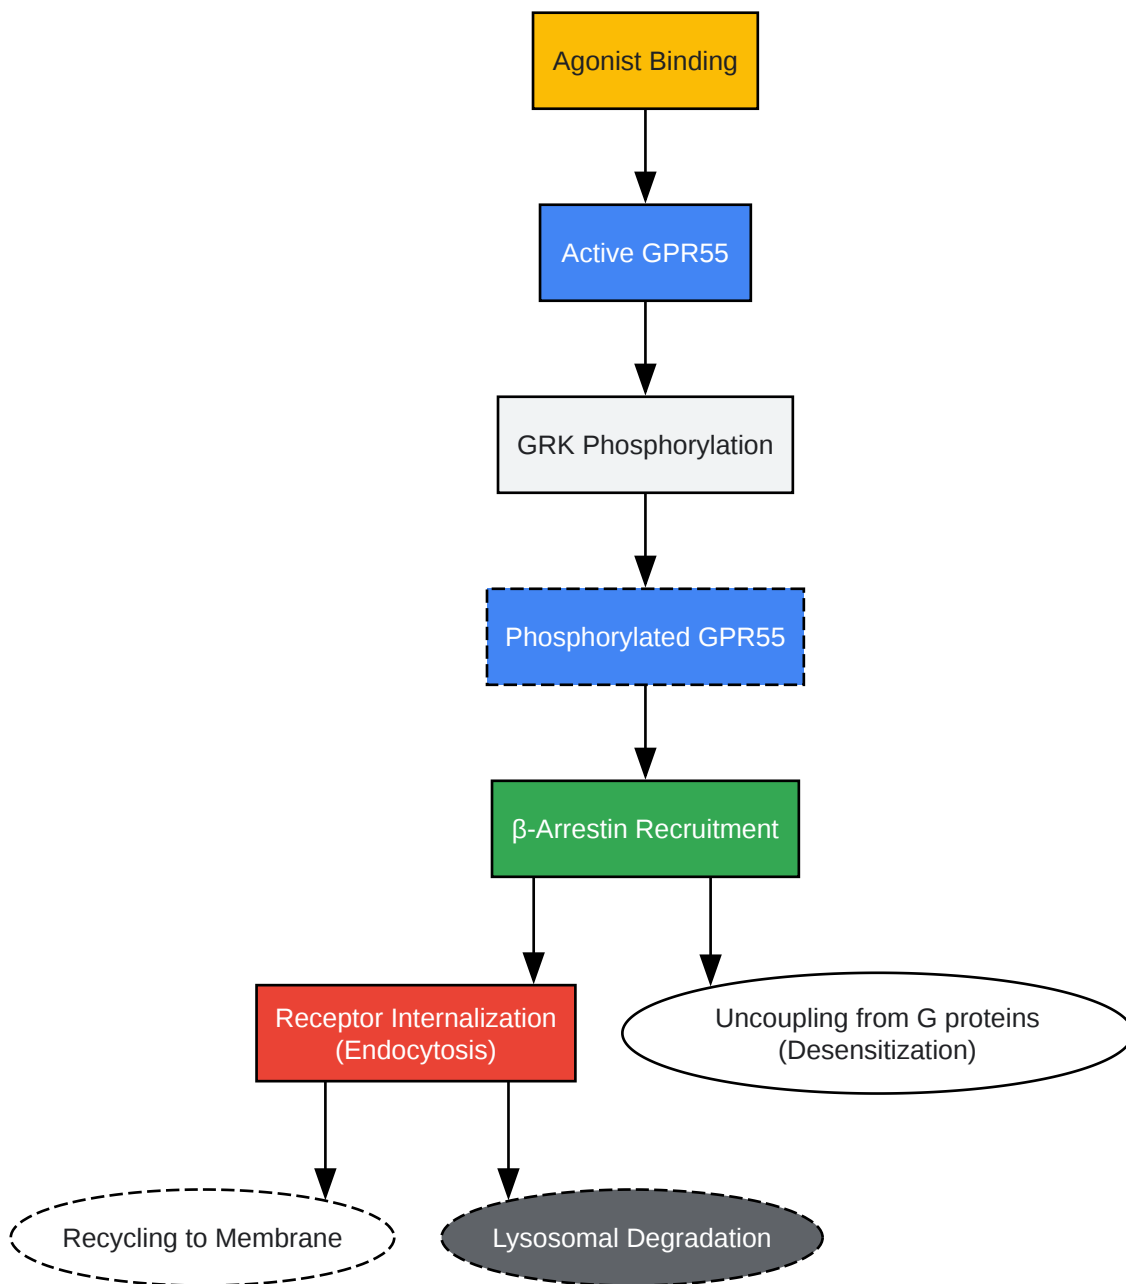 Agonist Binding
Active GPR55
GRK Phosphorylation
Phosphorylated GPR55
β-Arrestin Recruitment
Receptor Internalization
(Endocytosis)
Uncoupling from G proteins
(Desensitization)
Recycling to Membrane
Lysosomal Degradation